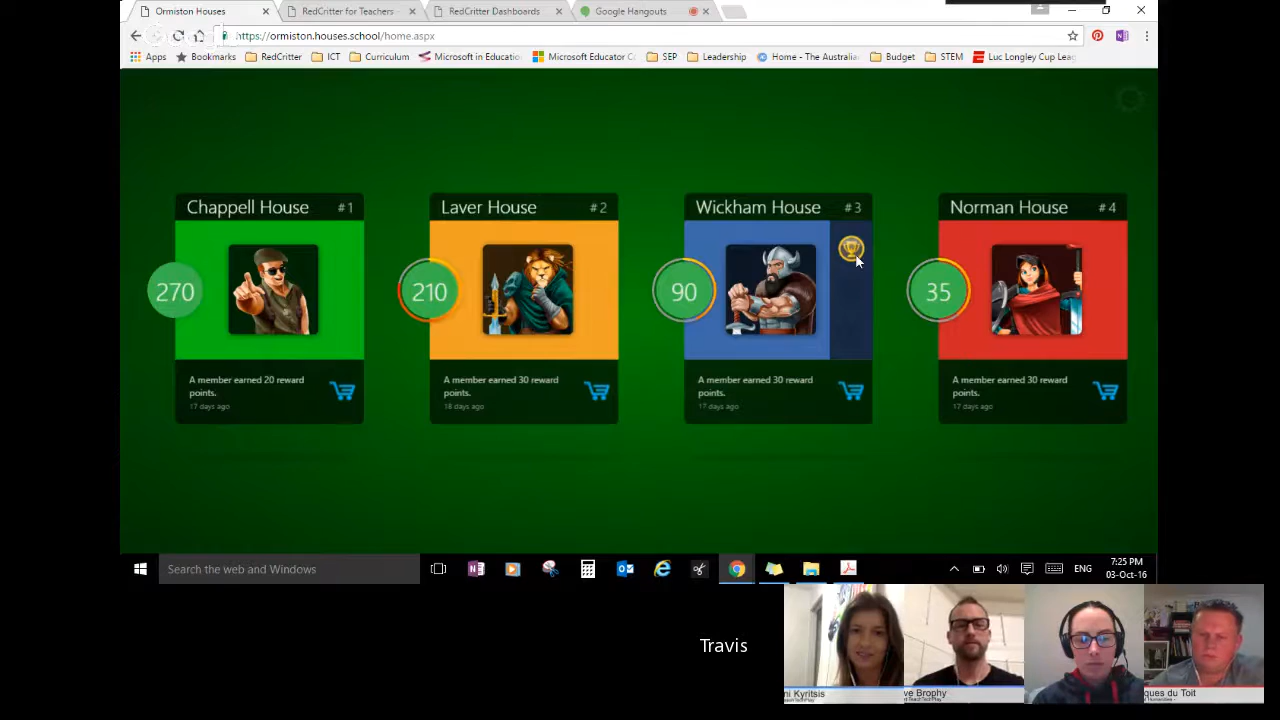 Ormiston Houses
RedCritter for Teachers
RedCritter Dashboards
Google Hangouts
https://ormiston.houses.school/home.aspx
Apps Bookmarks RedCritter ICT Curriculum Microsoft in Educatio Microsoft Educator Co SEP Leadership Home - The Australia Budget STEM Luc Longley Cup Leag
Chappell House #1
270
A member earned 20 reward
points.
17 days ago
Laver House #2
210
A member earned 30 reward
points.
18 days ago
Wickham House #3
90
A member earned 30 reward
points.
17 days ago
Norman House #4
35
A member earned 30 reward
points.
17 days ago
Search the web and Windows
ENG
7:25 PM
03-Oct-16
Travis
ni Kyritsis
ve Brophy
ques du Toit